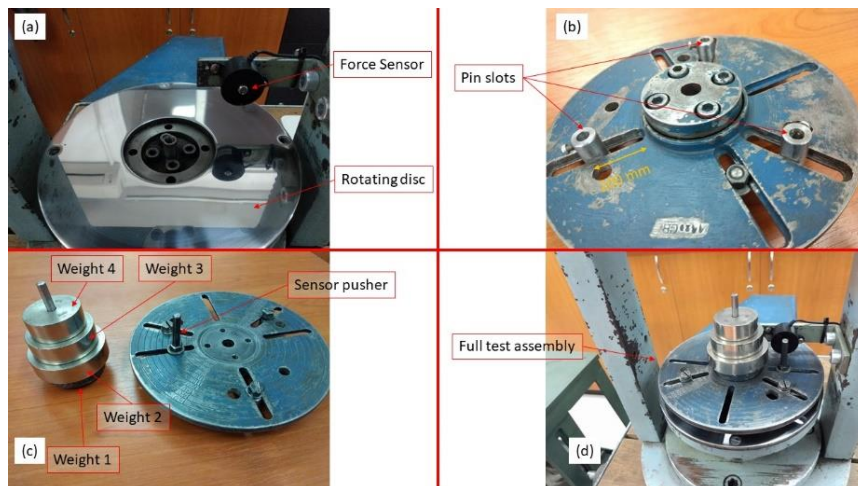 (a)
Force Sensor
Rotating disc
(b)
Pin slots
mm
Weight 4
Weight 3
Sensor pusher
Weight 2
Weight 1
(c)
Full test assembly
(d)